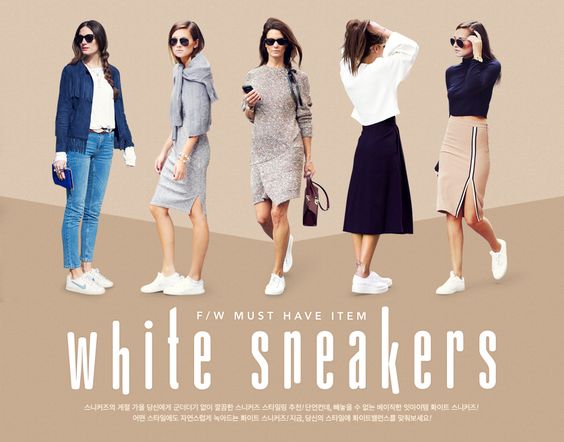 F/W MUST HAVE ITEM
white sneakers
스니커즈의 계절 가을 당신에게 군더더기 없이 깔끔한 스니커즈 스타일링 추천! 단언컨데, 빼놓을 수 없는 베이직한 잇아이템 화이트 스니커즈!
어떤 스타일에도 자연스럽게 녹아드는 화이트 스니커즈! 지금, 당신의 스타일에 화이트밸런스를 맞춰보세요!